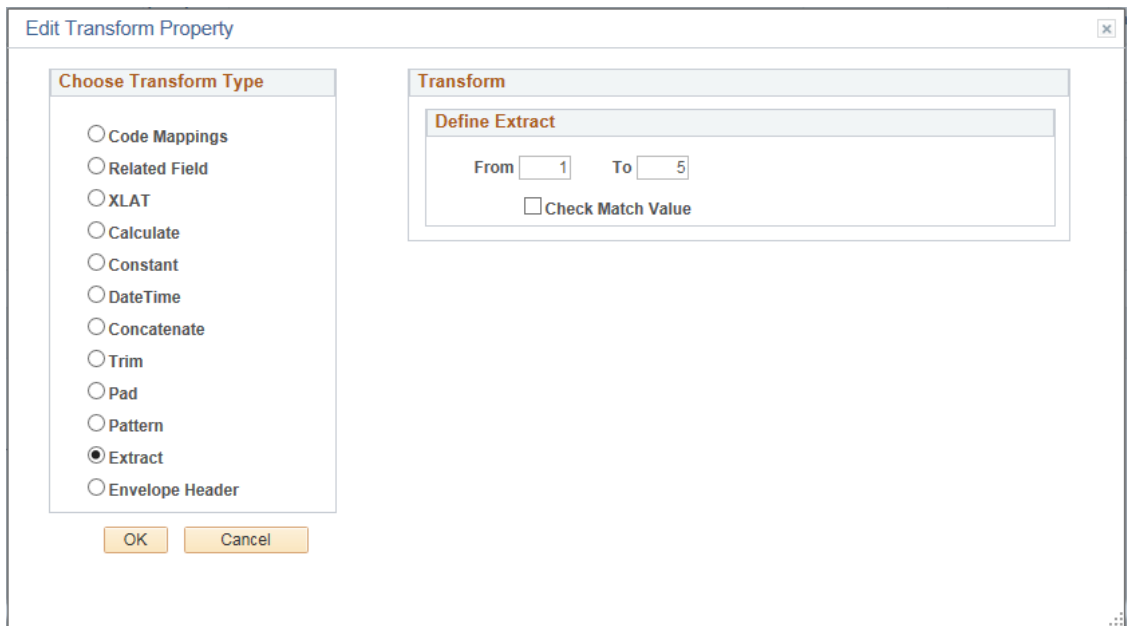 Edit Transform Property
Choose Transform Type
Code Mappings
Related Field
XLAT
Calculate
Constant
DateTime
Concatenate
Trim
Pad
Pattern
Extract
Envelope Header
OK Cancel
Transform
Define Extract
From 1 To 5
Check Match Value